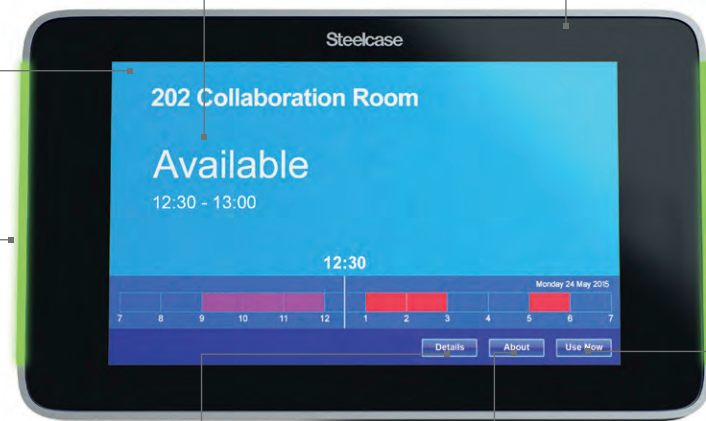 Steelcase
202 Collaboration Room
Available
12:30 - 13:00
12:30
Monday 24 May 2015
7 8 9 10 11 12 1 2 3 4 5 6 7
Details About Use Now